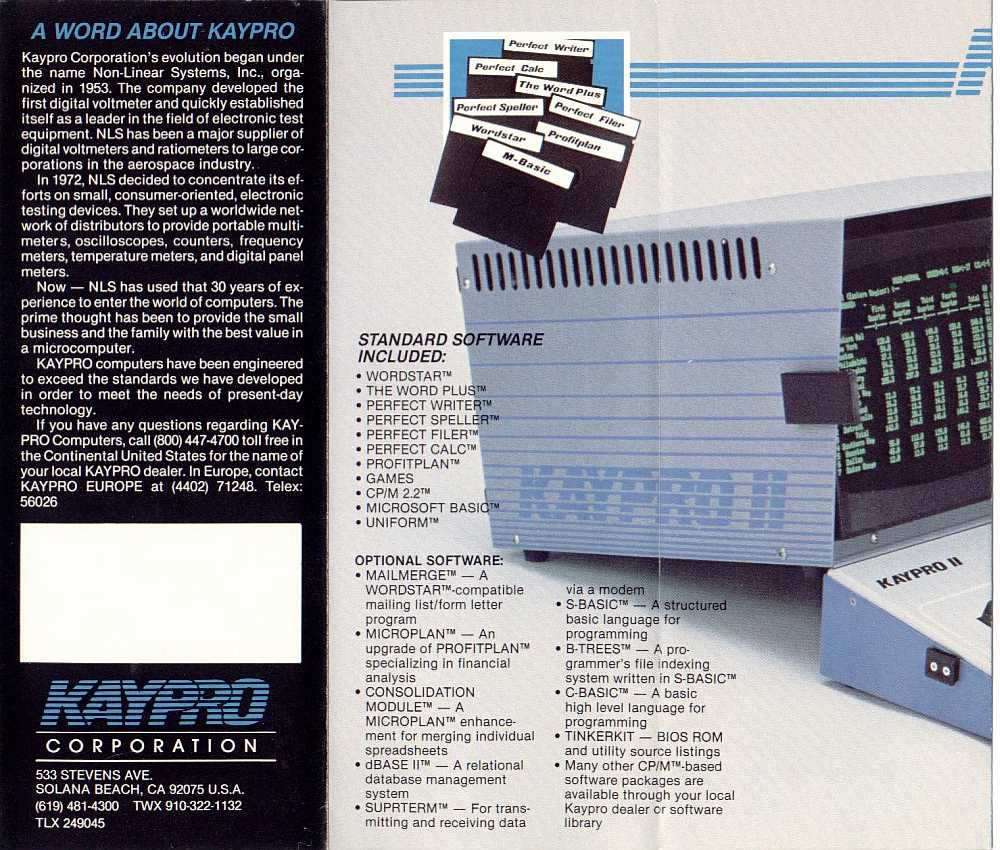 A WORD ABOUT KAYPRO
Kaypro Corporation's evolution began under
the name Non-Linear Systems, Inc., orga-
nized in 1953. The company developed the
first digital voltmeter and quickly established
itself as a leader in the field of electronic test
equipment. NLS has been a major supplier of
digital voltmeters and ratiometers to large cor-
porations in the aerospace industry.
In 1972, NLS decided to concentrate its ef-
forts on small, consumer-oriented, electronic
testing devices. They set up a worldwide net-
work of distributors to provide portable multi-
meters, oscilloscopes, counters, frequency
meters, temperature meters, and digital panel
meters.
Now — NLS has used that 30 years of ex-
perience to enter the world of computers. The
prime thought has been to provide the small
business and the family with the best value in
a microcomputer.
KAYPRO computers have been engineered
to exceed the standards we have developed
in order to meet the needs of present-day
technology.
If you have any questions regarding KAY-
PRO Computers, call (800) 447-4700 toll free in
the Continental United States for the name of
your local KAYPRO dealer. In Europe, contact
KAYPRO EUROPE at (4402) 71248. Telex:
56026
KAYPRO
CORPORATION
533 STEVENS AVE.
SOLANA BEACH, CA 92075 U.S.A.
(619) 481-4300 TWX 910-322-1132
TLX 249045
Perfect Writer
Perfect Calc
The Word Plus
Perfect Speller
Perfect Filer
Wordstar
Profitplan
M-Basic
STANDARD SOFTWARE
INCLUDED:
• WORDSTAR™
• THE WORD PLUS™
• PERFECT WRITER™
• PERFECT SPELLER™
• PERFECT FILER™
• PERFECT CALC™
• PROFITPLAN™
• GAMES
• CP/M 2.2™
• MICROSOFT BASIC™
• UNIFORM™
KAYPRO II
KAYPRO II
OPTIONAL SOFTWARE:
• MAILMERGE™ — A
WORDSTAR™-compatible
mailing list/form letter
program
• MICROPLAN™ — An
upgrade of PROFITPLAN™
specializing in financial
analysis
• CONSOLIDATION
MODULE™ — A
MICROPLAN™ enhance-
ment for merging individual
spreadsheets
• dBASE II™ — A relational
database management
system
• SUPRTERM™ — For trans-
mitting and receiving data
via a modem
• S-BASIC™ — A structured
basic language for
programming
• B-TREES™ — A pro-
grammer's file indexing
system written in S-BASIC™
• C-BASIC™ — A basic
high level language for
programming
• TINKERKIT — BIOS ROM
and utility source listings
• Many other CP/M™-based
software packages are
available through your local
Kaypro dealer or software
library